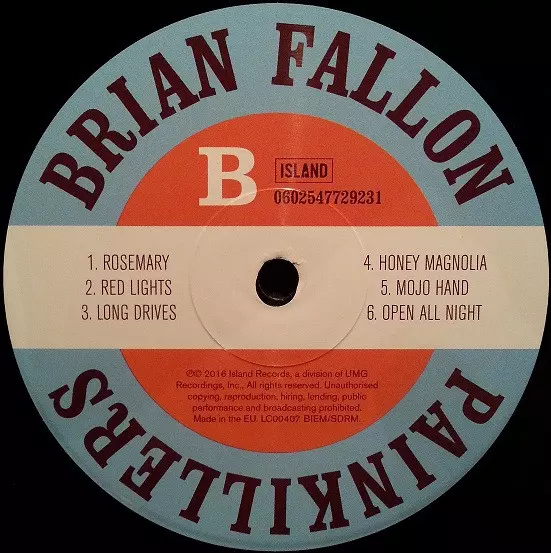 BRIAN FALLON
B
ISLAND
0602547729231
1. ROSEMARY
2. RED LIGHTS
3. LONG DRIVES
4. HONEY MAGNOLIA
5. MOJO HAND
6. OPEN ALL NIGHT
℗© 2016 Island Records, a division of UMG
Recordings, Inc., All rights reserved. Unauthorised
copying, reproduction, hiring, lending, public
performance and broadcasting prohibited.
Made in the EU. LC00407. BIEM/SDRM.
PAINKILLERS